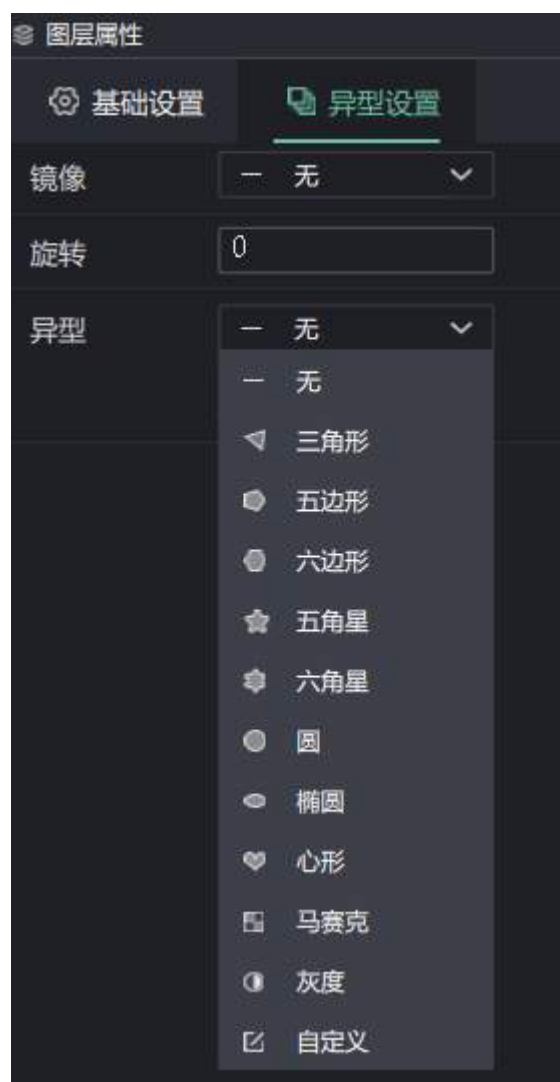 图层属性
基础设置 异型设置
镜像 无
旋转 0
异型 无
无
三角形
五边形
六边形
五角星
六角星
圆
椭圆
心形
马赛克
灰度
自定义